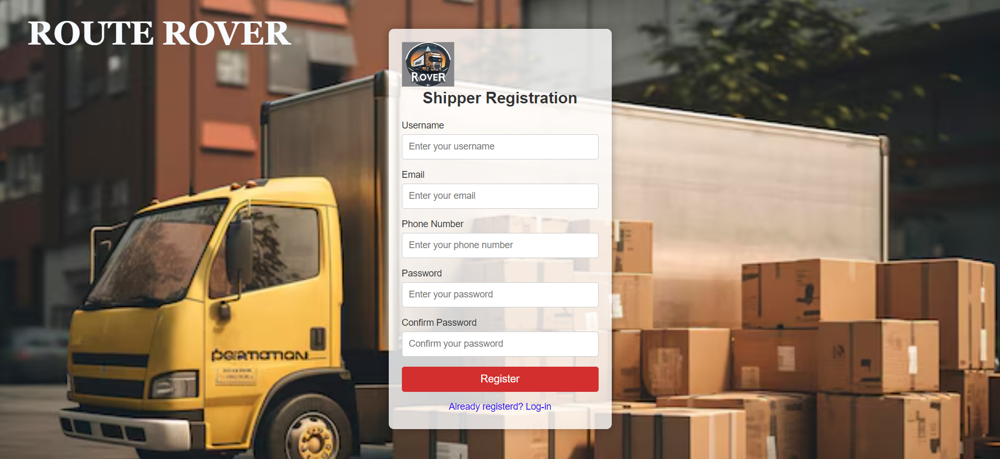 ROUTE ROVER
ROVER
Shipper Registration
Username
Enter your username
Email
Enter your email
Phone Number
Enter your phone number
Password
Enter your password
Confirm Password
Confirm your password
Register
Already registerd? Log-in